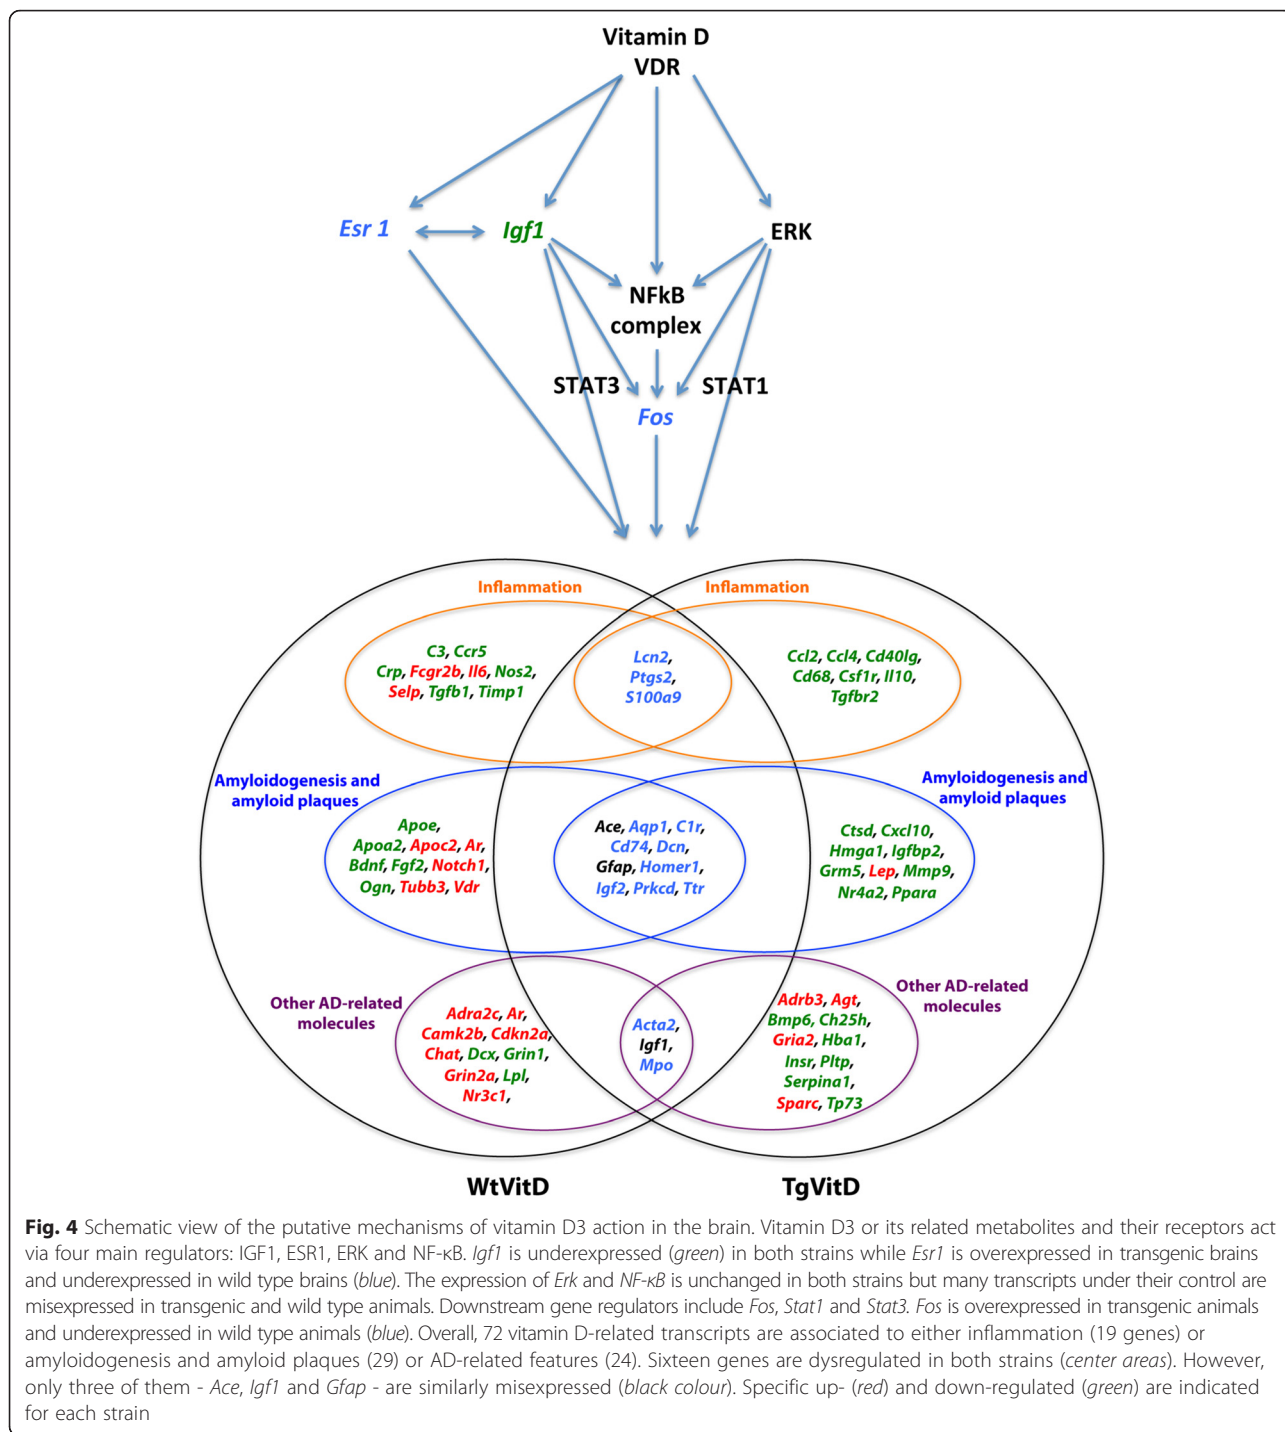 Vitamin D
VDR
Esr 1
Igf1
ERK
NFkB
complex
STAT3
STAT1
Fos
Inflammation
Inflammation
C3, Ccr5
Crp, Fcgr2b, Il6, Nos2,
Selp, Tgfb1, Timp1
Lcn2,
Ptgs2,
S100a9
Ccl2, Ccl4, Cd40lg,
Cd68, Csf1r, Il10,
Tgfbr2
Amyloidogenesis and
amyloid plaques
Amyloidogenesis and
amyloid plaques
Apoe,
Apoa2, Apoc2, Ar,
Bdnf, Fgf2, Notch1,
Ogn, Tubb3, Vdr
Ace, Aqp1, C1r,
Cd74, Dcn,
Gfap, Homer1,
Igf2, Prkcd, Ttr
Ctsd, Cxcl10,
Hmga1, Igfbp2,
Grm5, Lep, Mmp9,
Nr4a2, Ppara
Other AD-related
molecules
Other AD-related
molecules
Adra2c, Ar,
Camk2b, Cdkn2a,
Chat, Dcx, Grin1,
Grin2a, Lpl,
Nr3c1,
Acta2,
Igf1,
Mpo
Adrb3, Agt,
Bmp6, Ch25h,
Gria2, Hba1,
Insr, Pltp,
Serpina1,
Sparc, Tp73
WtVitD
TgVitD
Fig. 4 Schematic view of the putative mechanisms of vitamin D3 action in the brain. Vitamin D3 or its related metabolites and their receptors act
via four main regulators: IGF1, ESR1, ERK and NF-κB. Igf1 is underexpressed (green) in both strains while Esr1 is overexpressed in transgenic brains
and underexpressed in wild type brains (blue). The expression of Erk and NF-κB is unchanged in both strains but many transcripts under their control are
misexpressed in transgenic and wild type animals. Downstream gene regulators include Fos, Stat1 and Stat3. Fos is overexpressed in transgenic animals
and underexpressed in wild type animals (blue). Overall, 72 vitamin D-related transcripts are associated to either inflammation (19 genes) or
amyloidogenesis and amyloid plaques (29) or AD-related features (24). Sixteen genes are dysregulated in both strains (center areas). However,
only three of them - Ace, Igf1 and Gfap - are similarly misexpressed (black colour). Specific up- (red) and down-regulated (green) are indicated
for each strain